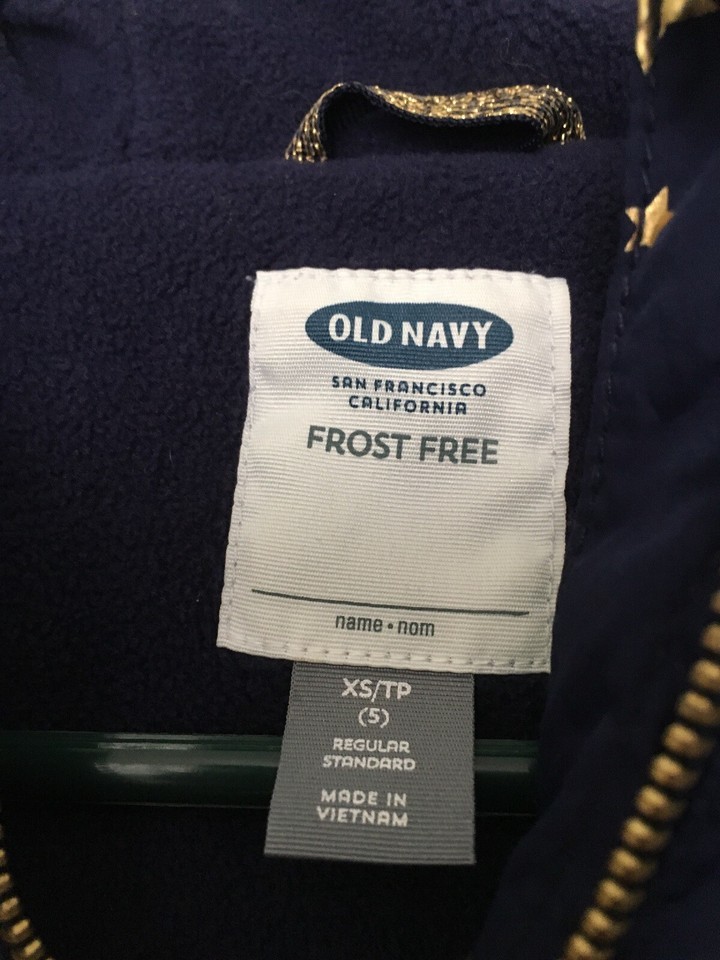 OLD NAVY
SAN FRANCISCO
CALIFORNIA
FROST FREE
name • nom
XS/TP
(5)
REGULAR
STANDARD
MADE IN
VIETNAM